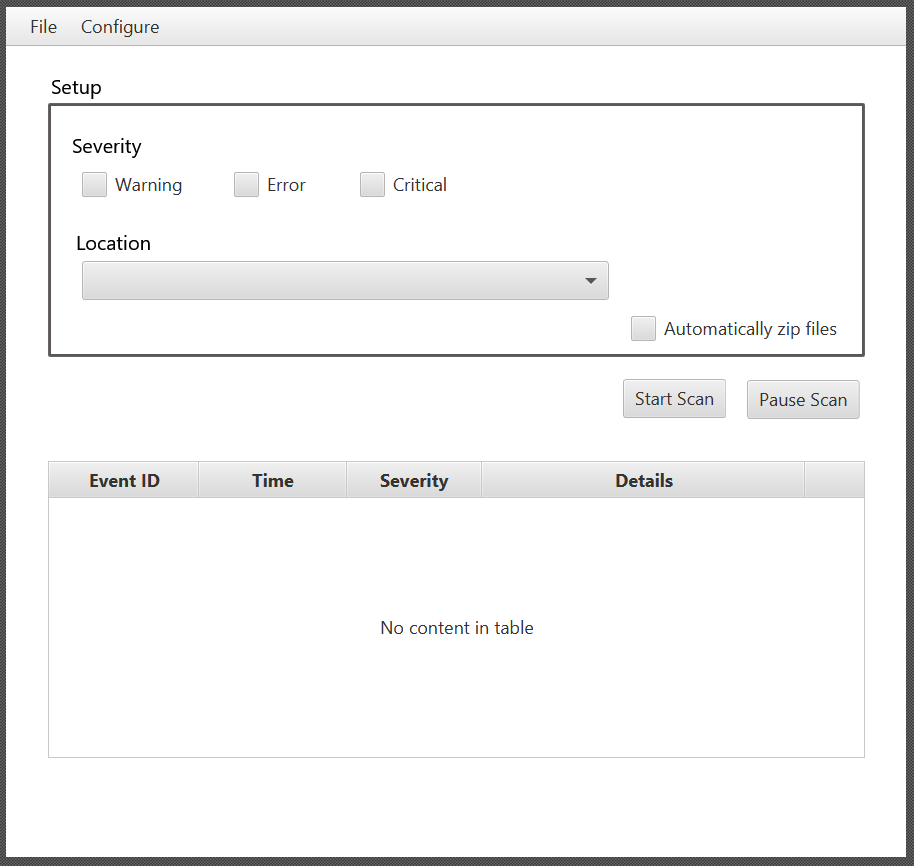 File Configure
Setup
Severity
Warning Error Critical
Location
Automatically zip files
Start Scan Pause Scan
Event ID Time Severity Details
No content in table